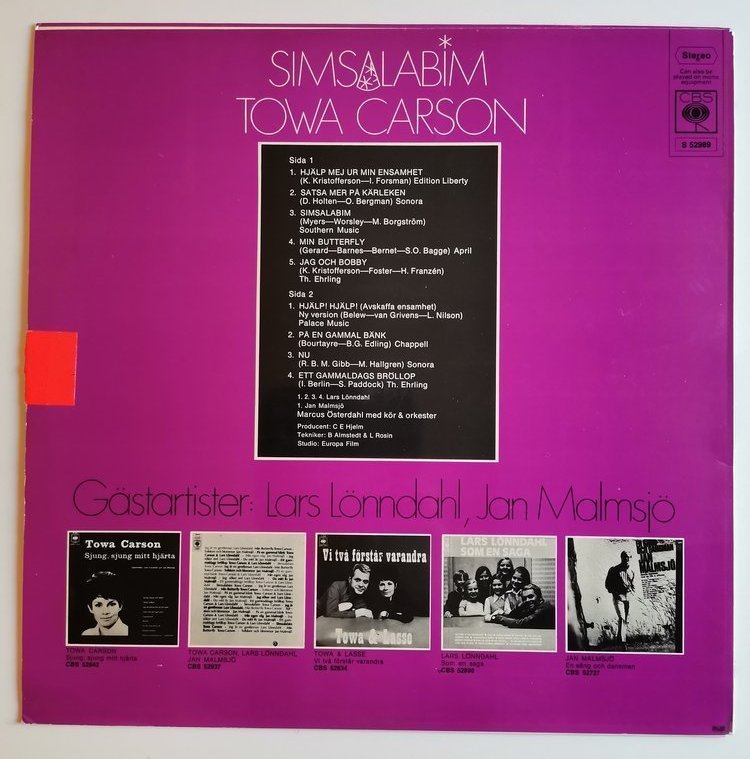 SIMSALABIM
TOWA CARSON
Stereo
Can also be
played on mono
equipment
CBS
S 52989
Sida 1
1. HJÄLP MEJ UR MIN ENSAMHET
(K. Kristofferson—I. Forsman) Edition Liberty
2. SATSA MER PÅ KÄRLEKEN
(D. Holten—O. Bergman) Sonora
3. SIMSALABIM
(Myers—Worsley—M. Borgström)
Southern Music
4. MIN BUTTERFLY
(Gerard—Barnes—Bernet—S.O. Bagge) April
5. JAG OCH BOBBY
(K. Kristofferson—Foster—H. Franzén)
Th. Ehrling
Sida 2
1. HJÄLP! HJÄLP! (Avskaffa ensamhet)
Ny version (Belew—van Grivens—L. Nilson)
Palace Music
2. PÅ EN GAMMAL BÄNK
(Bourtayre—B.G. Edling) Chappell
3. NU
(R. B. M. Gibb—M. Hallgren) Sonora
4. ETT GAMMALDAGS BRÖLLOP
(I. Berlin—S. Paddock) Th. Ehrling
1. 2. 3. 4. Lars Lönndahl
1. Jan Malmsjö
Marcus Österdahl med kör & orkester
Producent: C E Hjelm
Tekniker: B Almstedt & L Rosin
Studio: Europa Film
Gästartister: Lars Lönndahl, Jan Malmsjö
Towa Carson
Sjung, sjung mitt hjärta
Vi två förstår varandra
Towa & Lasse
LARS LÖNNDAHL
SOM EN SAGA
MALMSJÖ
TOWA CARSON
Sjung, sjung mitt hjärta
CBS 52843
TOWA CARSON, LARS LÖNNDAHL
JAN MALMSJÖ
CBS 52937
TOWA & LASSE
Vi två förstår varandra
CBS 52634
LARS LÖNNDAHL
Som en saga
JAN MALMSJÖ
En sång och dansman
CBS 52727